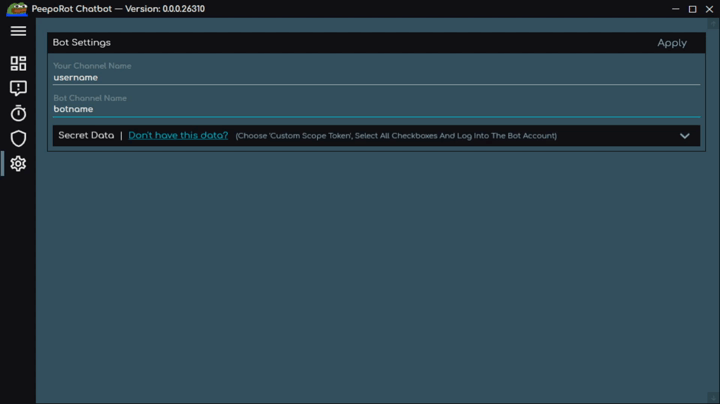 PeepoRot Chatbot — Version: 0.0.0.26310
Bot Settings
Apply
Your Channel Name
username
Bot Channel Name
botname
Secret Data | Don't have this data? (Choose 'Custom Scope Token', Select All Checkboxes And Log Into The Bot Account)